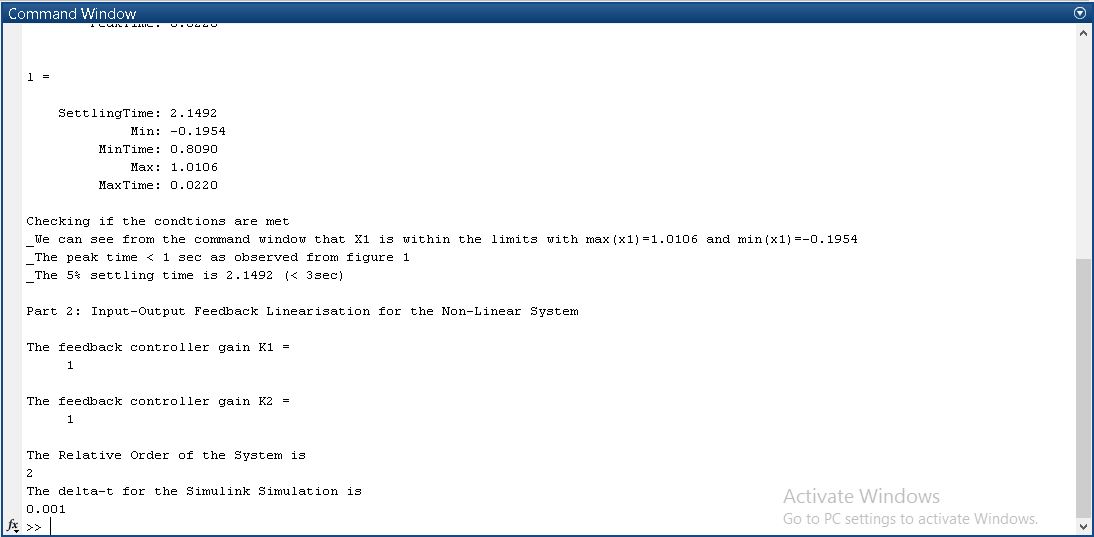 Command Window
l =
SettlingTime: 2.1492
Min: -0.1954
MinTime: 0.8090
Max: 1.0106
MaxTime: 0.0220
Checking if the condtions are met
_We can see from the command window that X1 is within the limits with max(x1)=1.0106 and min(x1)=-0.1954
_The peak time < 1 sec as observed from figure 1
_The 5% settling time is 2.1492 (< 3sec)
Part 2: Input-Output Feedback Linearisation for the Non-Linear System
The feedback controller gain K1 =
1
The feedback controller gain K2 =
1
The Relative Order of the System is
2
The delta-t for the Simulink Simulation is
0.001
fx >>
Activate Windows
Go to PC settings to activate Windows.